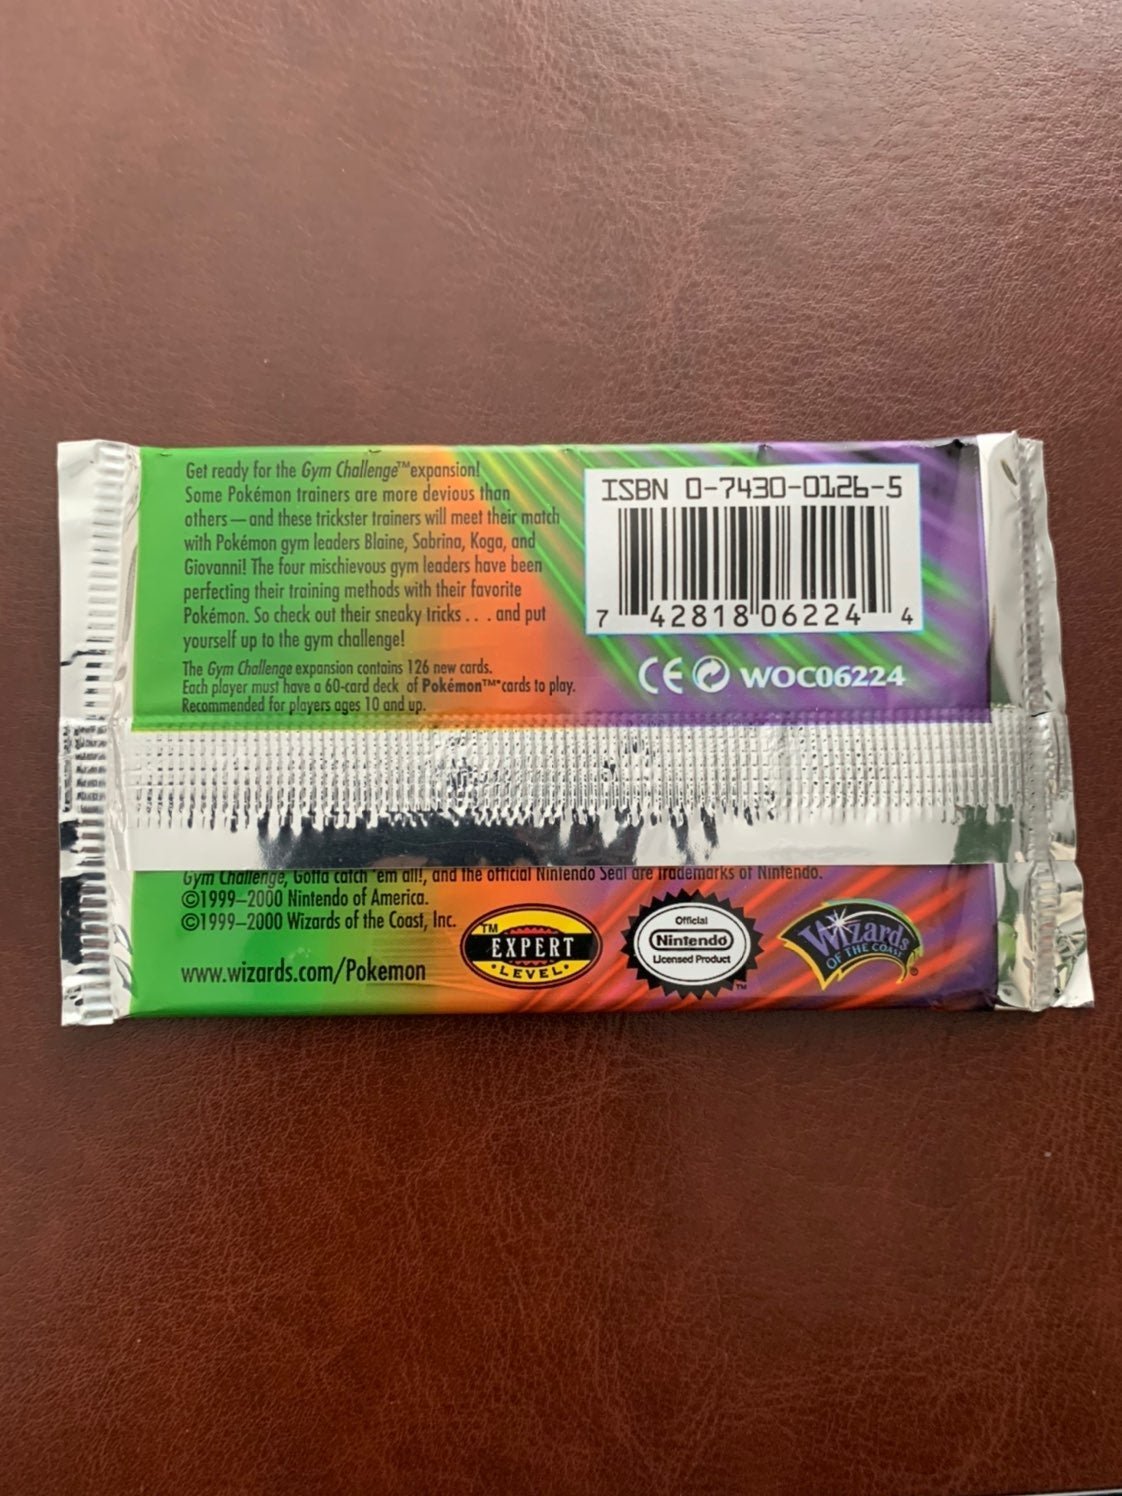 Get ready for the Gym Challenge™ expansion!
Some Pokémon trainers are more devious than
others — and these trickster trainers will meet their match
with Pokémon gym leaders Blaine, Sabrina, Koga, and
Giovanni! The four mischievous gym leaders have been
perfecting their training methods with their favorite
Pokémon. So check out their sneaky tricks . . . and put
yourself up to the gym challenge!
The Gym Challenge expansion contains 126 new cards.
Each player must have a 60-card deck of Pokémon™ cards to play.
Recommended for players ages 10 and up.
ISBN 0-7430-0126-5
7 42818 06224 4
CE WOC06224
Gym Challenge, Gotta catch 'em all!, and the official Nintendo Seal are trademarks of Nintendo.
©1999–2000 Nintendo of America.
©1999–2000 Wizards of the Coast, Inc.
www.wizards.com/Pokemon
TM
EXPERT
• LEVEL •
Official
Nintendo
Licensed Product
TM
Wizards
OF THE COAST
®